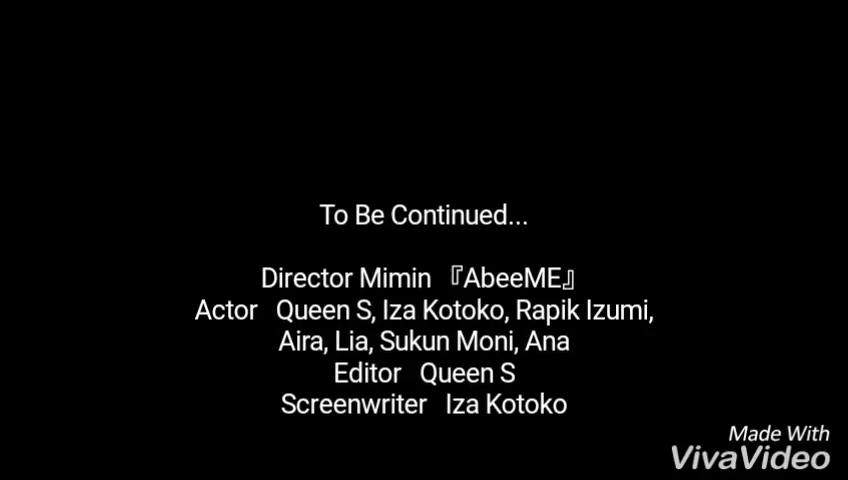 To Be Continued...
Director Mimin 『AbeeME』
Actor Queen S, Iza Kotoko, Rapik Izumi,
Aira, Lia, Sukun Moni, Ana
Editor Queen S
Screenwriter Iza Kotoko
Made With
VivaVideo